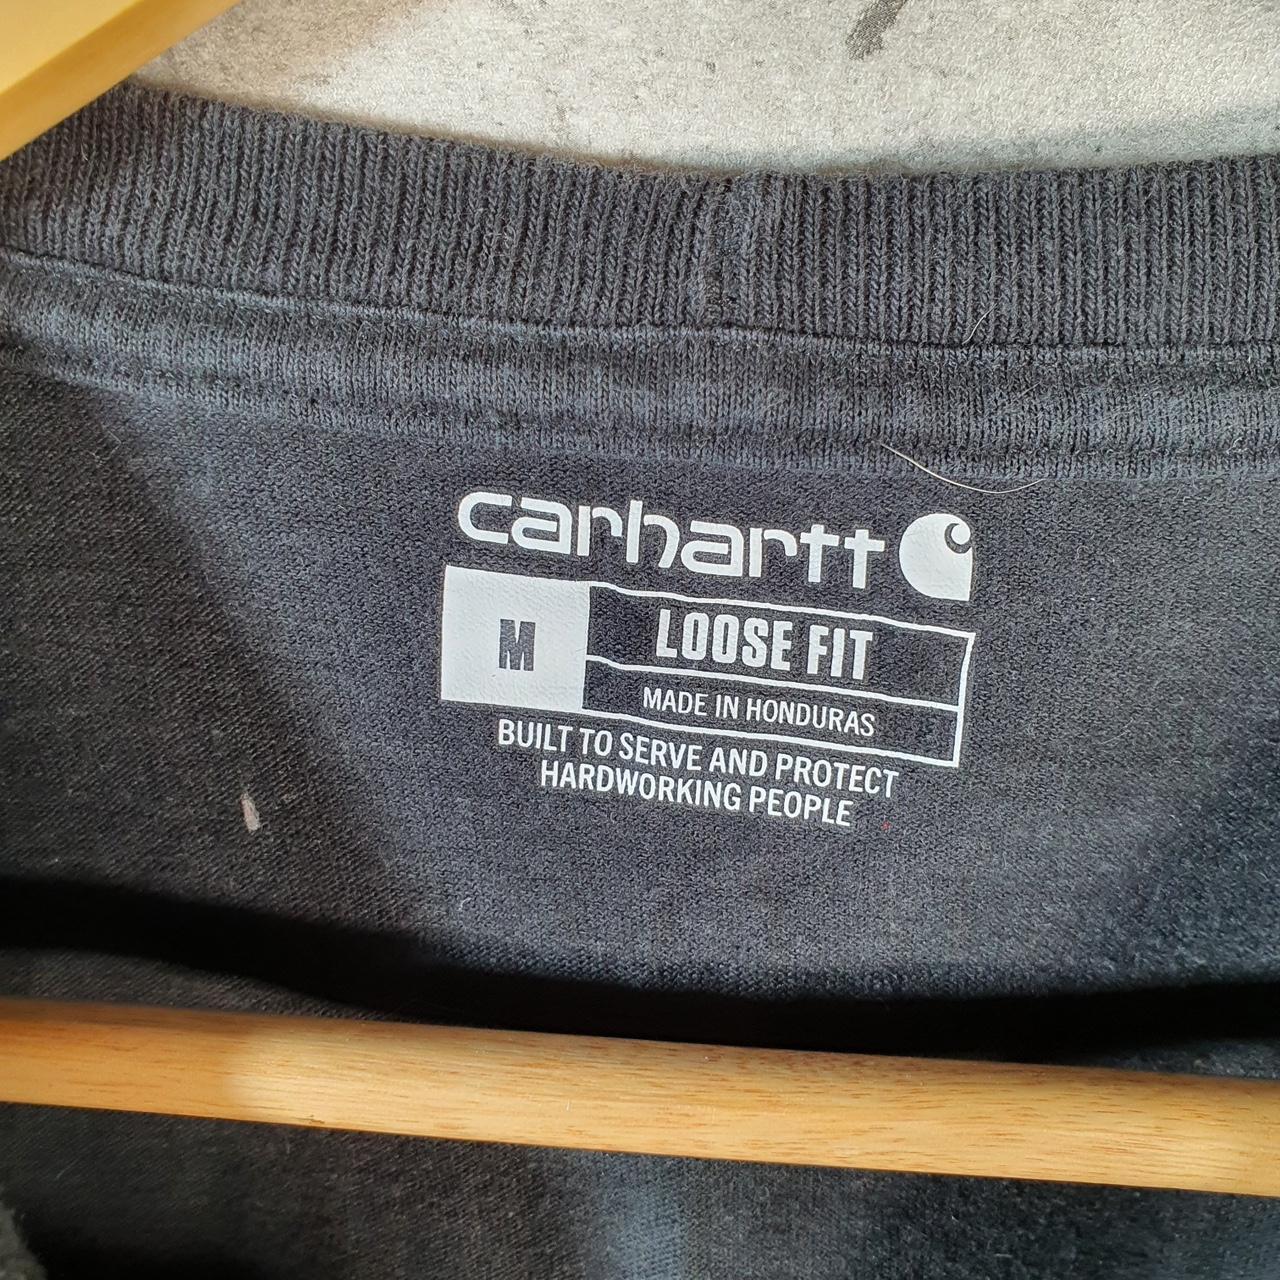 carhartt
M
LOOSE FIT
MADE IN HONDURAS
BUILT TO SERVE AND PROTECT
HARDWORKING PEOPLE